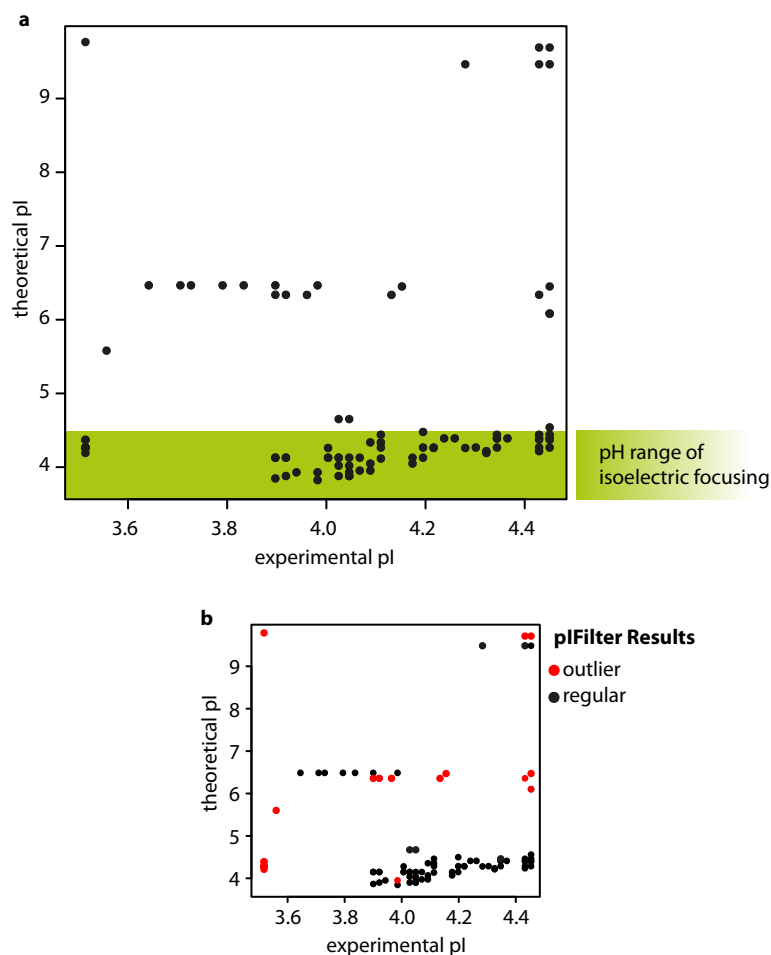 a
9
8
7
6
5
4
theoretical pI
3.6
3.8
4.0
4.2
4.4
experimental pI
pH range of
isoelectric focusing
b
9
8
7
6
5
4
theoretical pI
3.6
3.8
4.0
4.2
4.4
experimental pI
pIFilter Results
outlier
regular